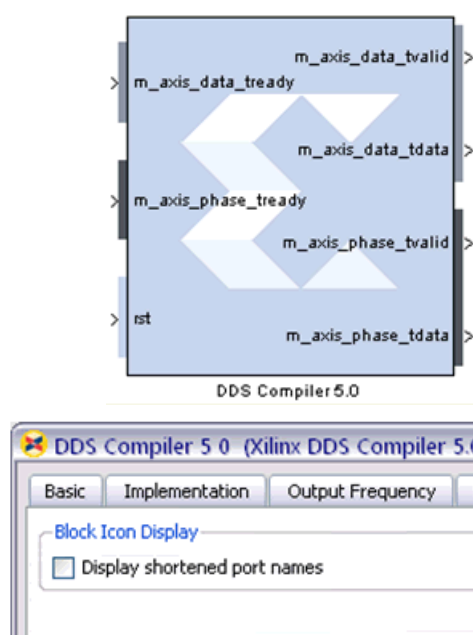 m_axis_data_tvalid
m_axis_data_tready
m_axis_data_tdata
m_axis_phase_tready
m_axis_phase_tvalid
rst
m_axis_phase_tdata
DDS Compiler 5.0
DDS Compiler 5 0 (Xilinx DDS Compiler 5.
Basic Implementation Output Frequency
Block Icon Display
Display shortened port names